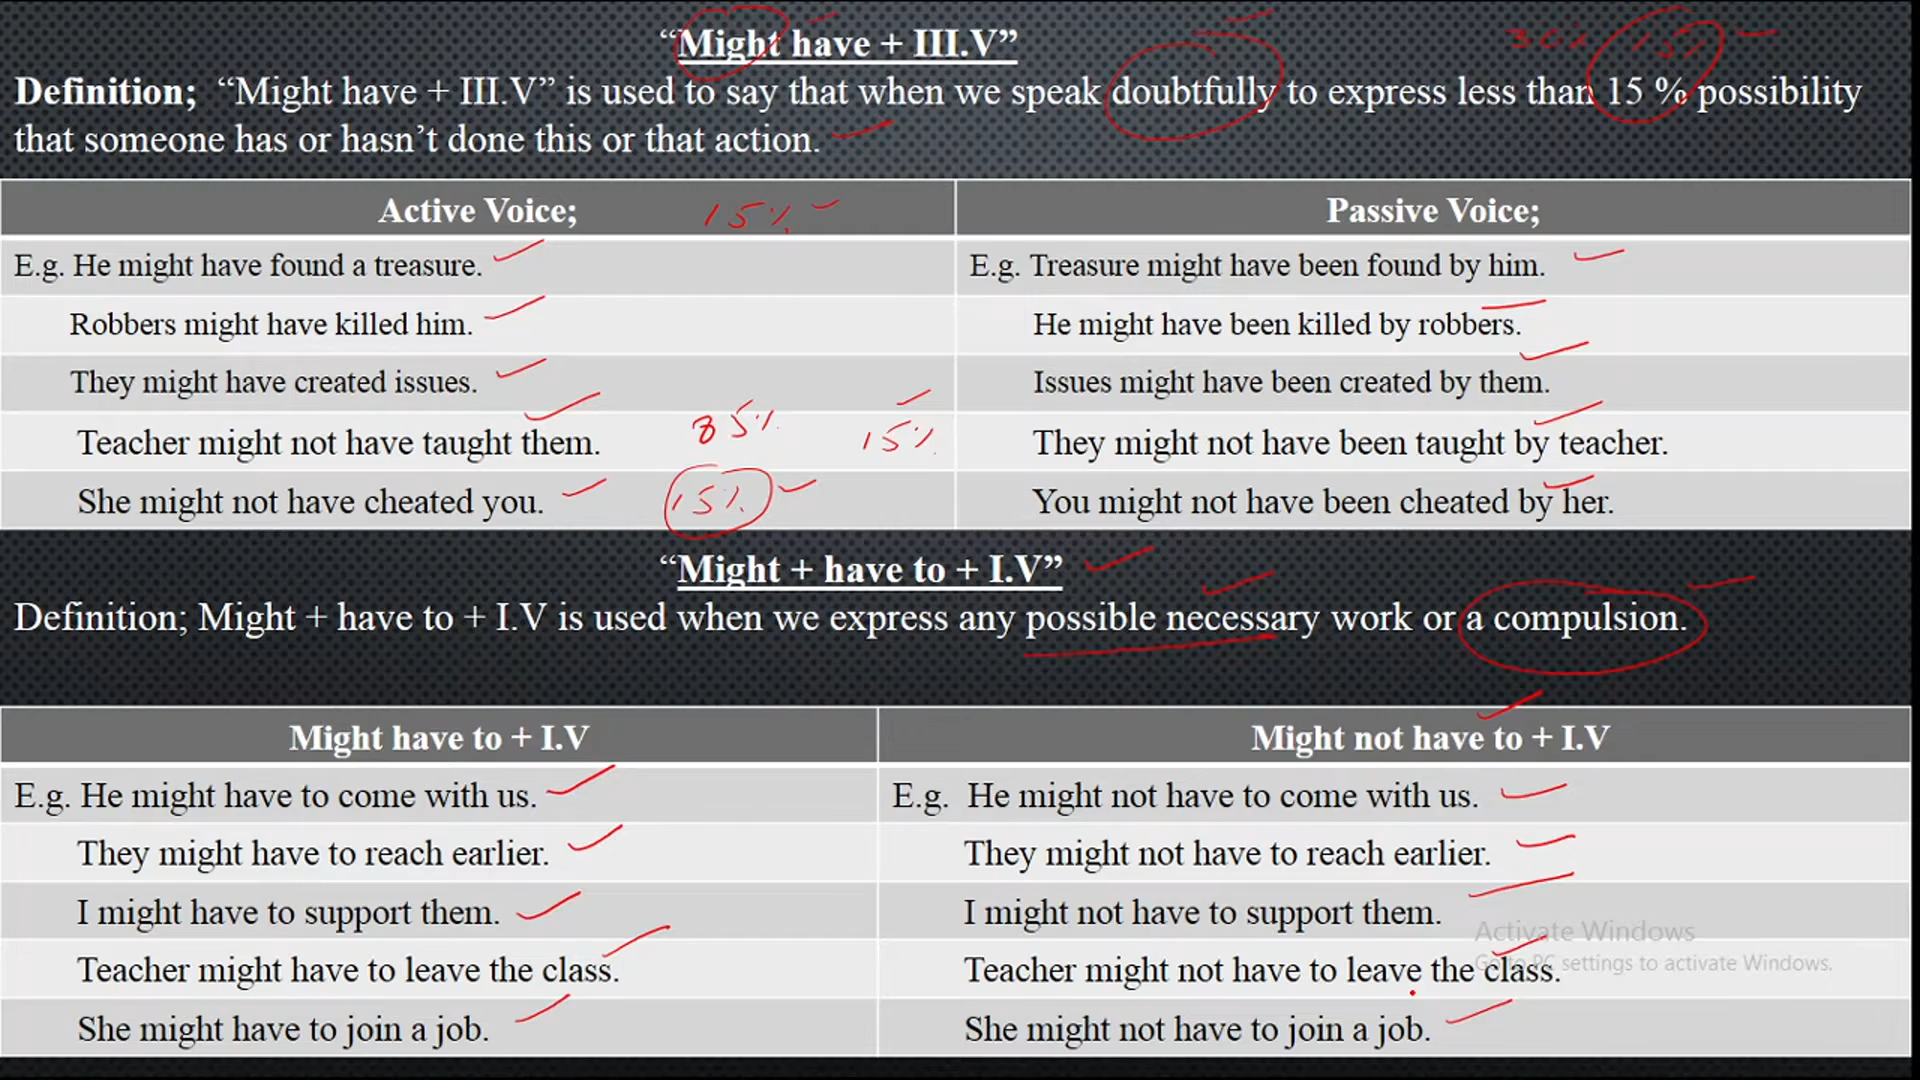 “Might have + III.V”
30% 15%
Definition; “Might have + III.V” is used to say that when we speak doubtfully to express less than 15 % possibility
that someone has or hasn’t done this or that action.
Active Voice; 15% Passive Voice;
E.g. He might have found a treasure. E.g. Treasure might have been found by him.
Robbers might have killed him. He might have been killed by robbers.
They might have created issues. Issues might have been created by them.
Teacher might not have taught them. 85% 15% They might not have been taught by teacher.
She might not have cheated you. 15% You might not have been cheated by her.
“Might + have to + I.V”
Definition; Might + have to + I.V is used when we express any possible necessary work or a compulsion.
Might have to + I.V Might not have to + I.V
E.g. He might have to come with us. E.g. He might not have to come with us.
They might have to reach earlier. They might not have to reach earlier.
I might have to support them. I might not have to support them.
Activate Windows
Teacher might have to leave the class. Teacher might not have to leave the class.
Go to PC settings to activate Windows.
She might have to join a job. She might not have to join a job.